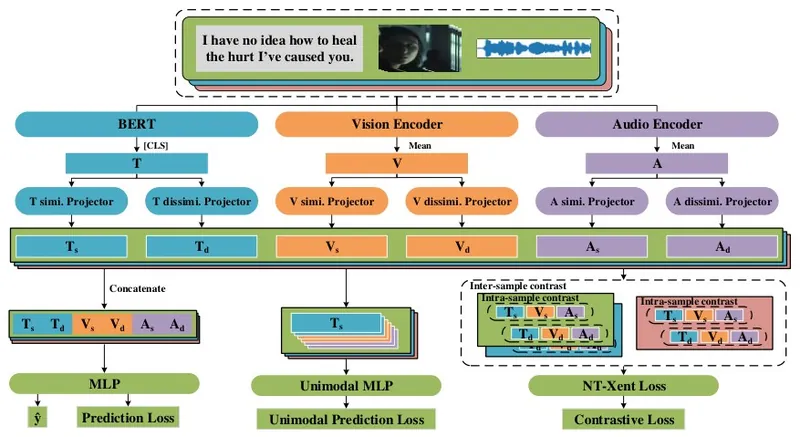 I have no idea how to heal
the hurt I've caused you.
BERT
Vision Encoder
Audio Encoder
[CLS]
Mean
Mean
T
V
A
T simi. Projector
T dissimi. Projector
V simi. Projector
V dissimi. Projector
A simi. Projector
A dissimi. Projector
Ts
Td
Vs
Vd
As
Ad
Concatenate
Inter-sample contrast
Intra-sample contrast
Intra-sample contrast
Ts Td Vs Vd As Ad
Ts
( Ts Vs As )
( Td Vd Ad )
( Ts Vs As )
( Td Vd Ad )
MLP
Unimodal MLP
NT-Xent Loss
ŷ
Prediction Loss
Unimodal Prediction Loss
Contrastive Loss